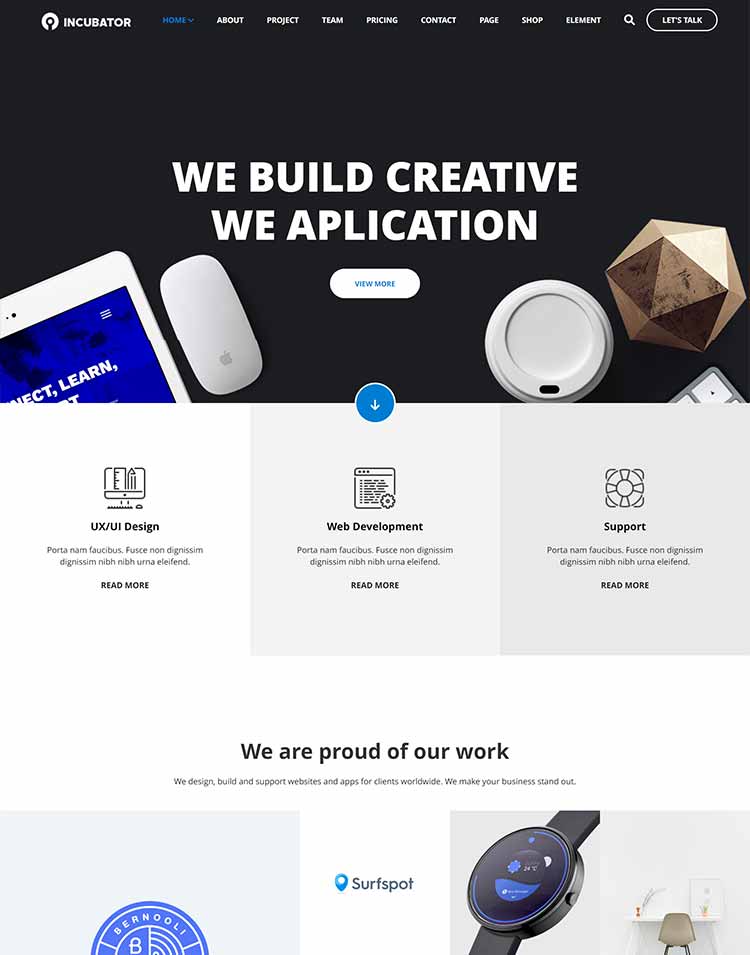 INCUBATOR HOME ABOUT PROJECT TEAM PRICING CONTACT PAGE SHOP ELEMENT LET'S TALK
WE BUILD CREATIVE
WE APLICATION
VIEW MORE
NECT, LEARN,
RT
UX/UI Design
Porta nam faucibus. Fusce non dignissim
dignissim nibh nibh urna eleifend.
READ MORE
Web Development
Porta nam faucibus. Fusce non dignissim
dignissim nibh nibh urna eleifend.
READ MORE
Support
Porta nam faucibus. Fusce non dignissim
dignissim nibh nibh urna eleifend.
READ MORE
We are proud of our work
We design, build and support websites and apps for clients worldwide. We make your business stand out.
BERNOOLI
B
Surfspot
24 °C